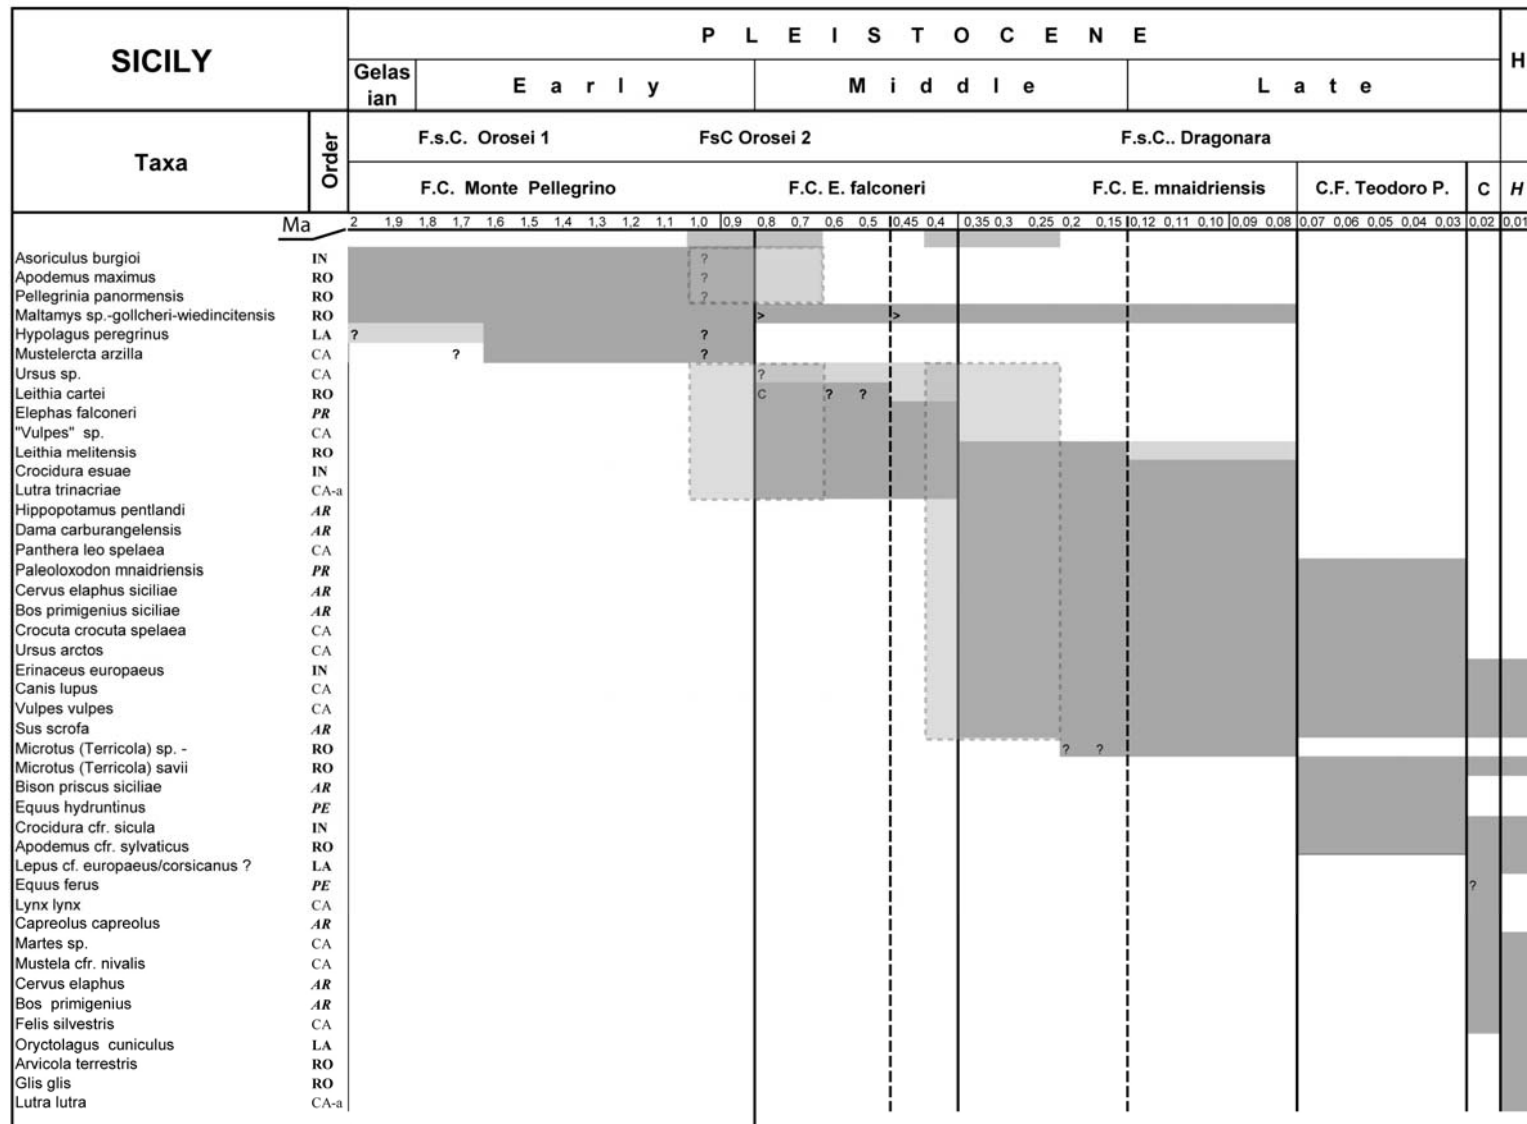 SICILY
P L E I S T O C E N E
H
Gelas
ian
E a r l y
M i d d l e
L a t e
Taxa
Order
F.s.C. Orosei 1
FsC Orosei 2
F.s.C.. Dragonara
F.C. Monte Pellegrino
F.C. E. falconeri
F.C. E. mnaidriensis
C.F. Teodoro P.
C
H
Ma 2 1,9 1,8 1,7 1,6 1,5 1,4 1,3 1,2 1,1 1,0 0,9 0,8 0,7 0,6 0,5 0,45 0,4 0,35 0,3 0,25 0,2 0,15 0,12 0,11 0,10 0,09 0,08 0,07 0,06 0,05 0,04 0,03 0,02 0,01
Asoriculus burgioi IN ?
Apodemus maximus RO ?
Pellegrinia panormensis RO ?
Maltamys sp.-gollcheri-wiedincitensis RO > >
Hypolagus peregrinus LA ? ?
Mustelercta arzilla CA ? ?
Ursus sp. CA ?
Leithia cartei RO C ? ?
Elephas falconeri PR
"Vulpes" sp. CA
Leithia melitensis RO
Crocidura esuae IN
Lutra trinacriae CA-a
Hippopotamus pentlandi AR
Dama carburangelensis AR
Panthera leo spelaea CA
Paleoloxodon mnaidriensis PR
Cervus elaphus siciliae AR
Bos primigenius siciliae AR
Crocuta crocuta spelaea CA
Ursus arctos CA
Erinaceus europaeus IN
Canis lupus CA
Vulpes vulpes CA
Sus scrofa AR
Microtus (Terricola) sp. - RO ? ?
Microtus (Terricola) savii RO
Bison priscus siciliae AR
Equus hydruntinus PE
Crocidura cfr. sicula IN
Apodemus cfr. sylvaticus RO
Lepus cf. europaeus/corsicanus ? LA
Equus ferus PE ?
Lynx lynx CA
Capreolus capreolus AR
Martes sp. CA
Mustela cfr. nivalis CA
Cervus elaphus AR
Bos primigenius AR
Felis silvestris CA
Oryctolagus cuniculus LA
Arvicola terrestris RO
Glis glis RO
Lutra lutra CA-a